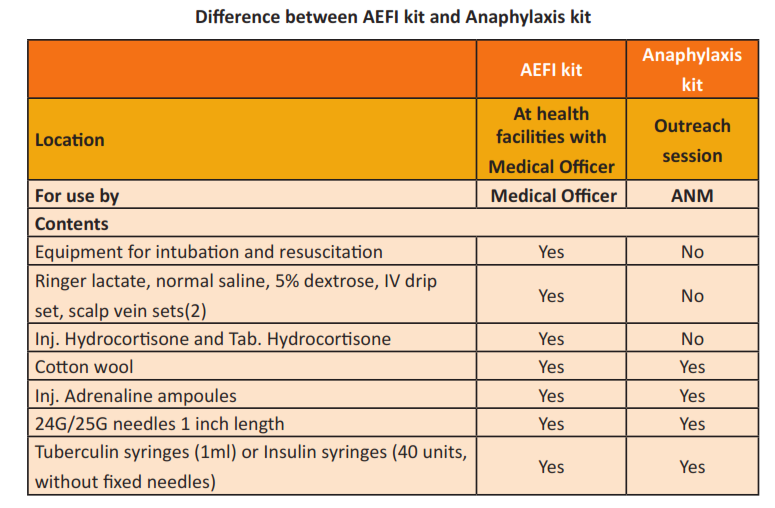 Difference between AEFI kit and Anaphylaxis kit
AEFI kit
Anaphylaxis
kit
Location
At health
facilities with
Medical Officer
Outreach
session
For use by
Medical Officer
ANM
Contents
Equipment for intubation and resuscitation
Yes
No
Ringer lactate, normal saline, 5% dextrose, IV drip
set, scalp vein sets(2)
Yes
No
Inj. Hydrocortisone and Tab. Hydrocortisone
Yes
No
Cotton wool
Yes
Yes
Inj. Adrenaline ampoules
Yes
Yes
24G/25G needles 1 inch length
Yes
Yes
Tuberculin syringes (1ml) or Insulin syringes (40 units,
without fixed needles)
Yes
Yes